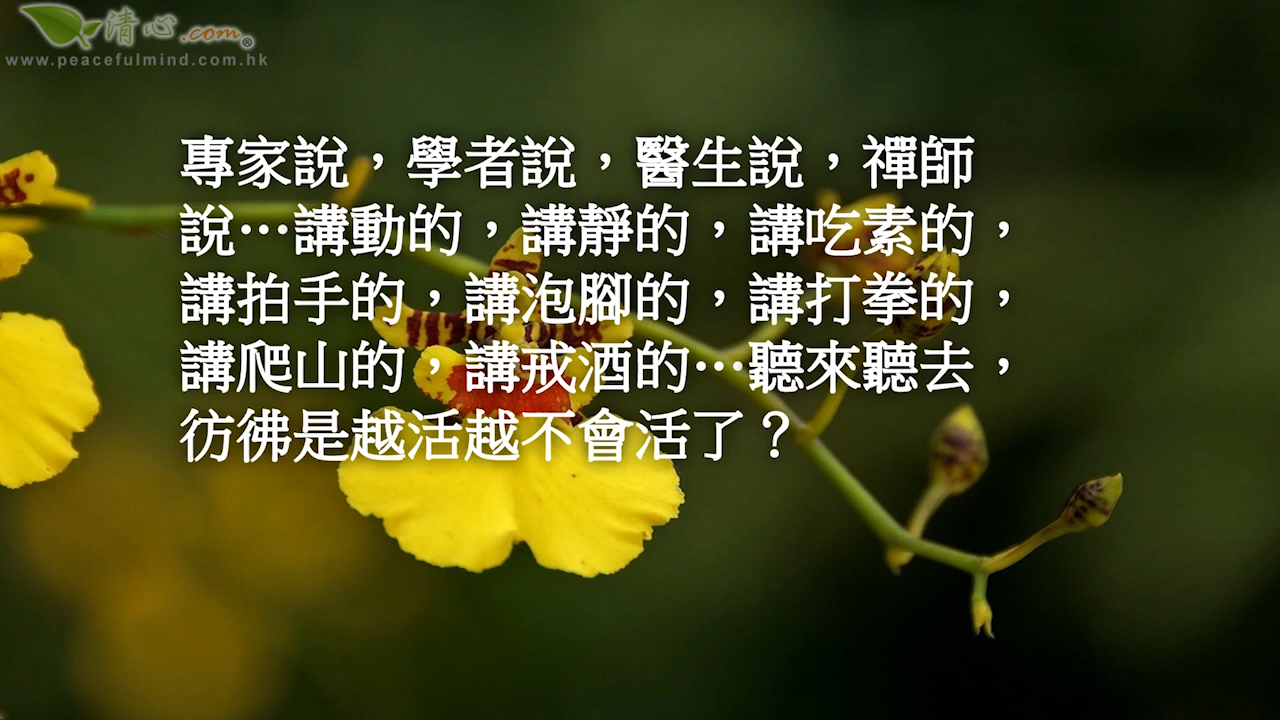 清心.com®
www.peacefulmind.com.hk
專家說，學者說，醫生說，禪師
說…講動的，講靜的，講吃素的，
講拍手的，講泡腳的，講打拳的，
講爬山的，講戒酒的…聽來聽去，
彷彿是越活越不會活了？